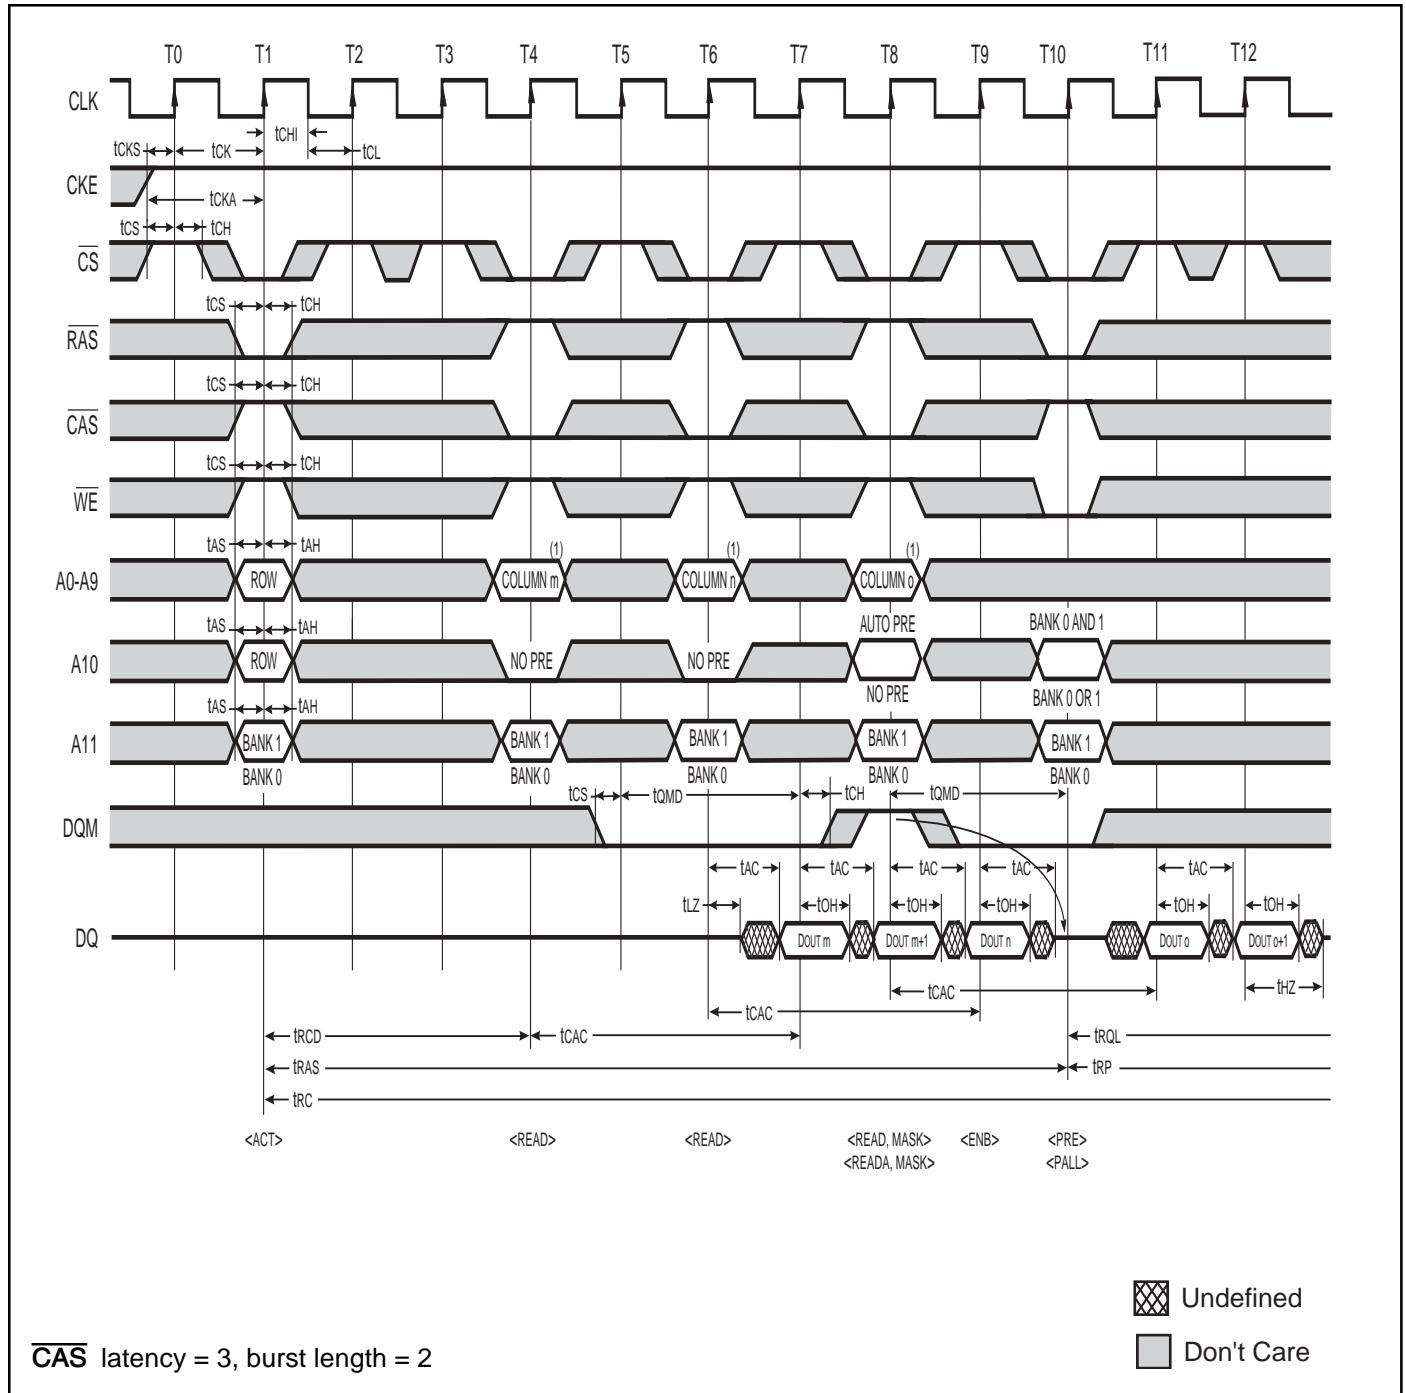 T0 T1 T2 T3 T4 T5 T6 T7 T8 T9 T10 T11 T12
CLK
tCHI
tCKS tCK tCL
CKE
tCKA
tCS tCH
CS
tCS tCH
RAS
tCS tCH
CAS
tCS tCH
WE
tAS tAH (1) (1) (1)
A0-A9 ROW COLUMN m COLUMN n COLUMN o
AUTO PRE BANK 0 AND 1
tAS tAH
A10 ROW NO PRE NO PRE
NO PRE BANK 0 OR 1
tAS tAH
A11 BANK 1 BANK 1 BANK 1 BANK 1 BANK 1
BANK 0 BANK 0 BANK 0 BANK 0 BANK 0
tCS tQMD tCH tQMD
DQM
tAC tAC tAC tAC tAC
tLZ tOH tOH tOH tOH tOH
DQ DOUT m DOUT m+1 DOUT n DOUT o DOUT o+1
tCAC tHZ
tCAC
tRCD tCAC tRQL
tRAS tRP
tRC
<ACT> <READ> <READ> <READ, MASK> <ENB> <PRE>
<READA, MASK> <PALL>
Undefined
Don't Care
CAS latency = 3, burst length = 2